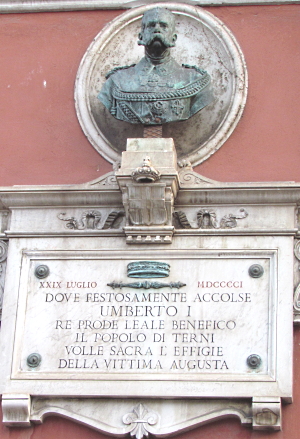 XXIX LUGLIO MDCCCCI
DOVE FESTOSAMENTE ACCOLSE
UMBERTO I
RE PRODE LEALE BENEFICO
IL POPOLO DI TERNI
VOLLE SACRA L'EFFIGIE
DELLA VITTIMA AUGUSTA